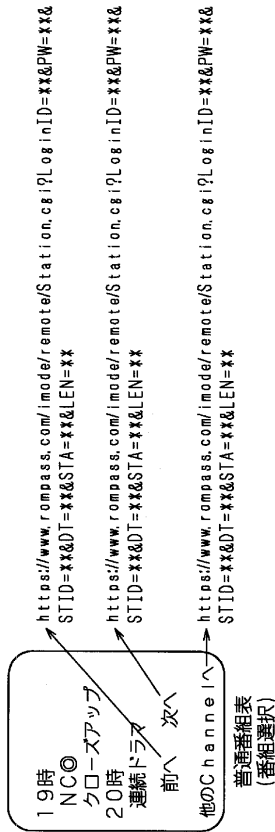 19時
NC◎
クローズアップ
20時
連続ドラマ
前へ 次へ
他のChannelへ
普通番組表
(番組選択)
https://www.rompass.com/imode/remote/Station.cgi?LoginID=**&PW=**&
STID=**&DT=**&STA=**&LEN=**
https://www.rompass.com/imode/remote/Station.cgi?LoginID=**&PW=**&
STID=**&DT=**&STA=**&LEN=**
https://www.rompass.com/imode/remote/Station.cgi?LoginID=**&PW=**&
STID=**&DT=**&STA=**&LEN=**